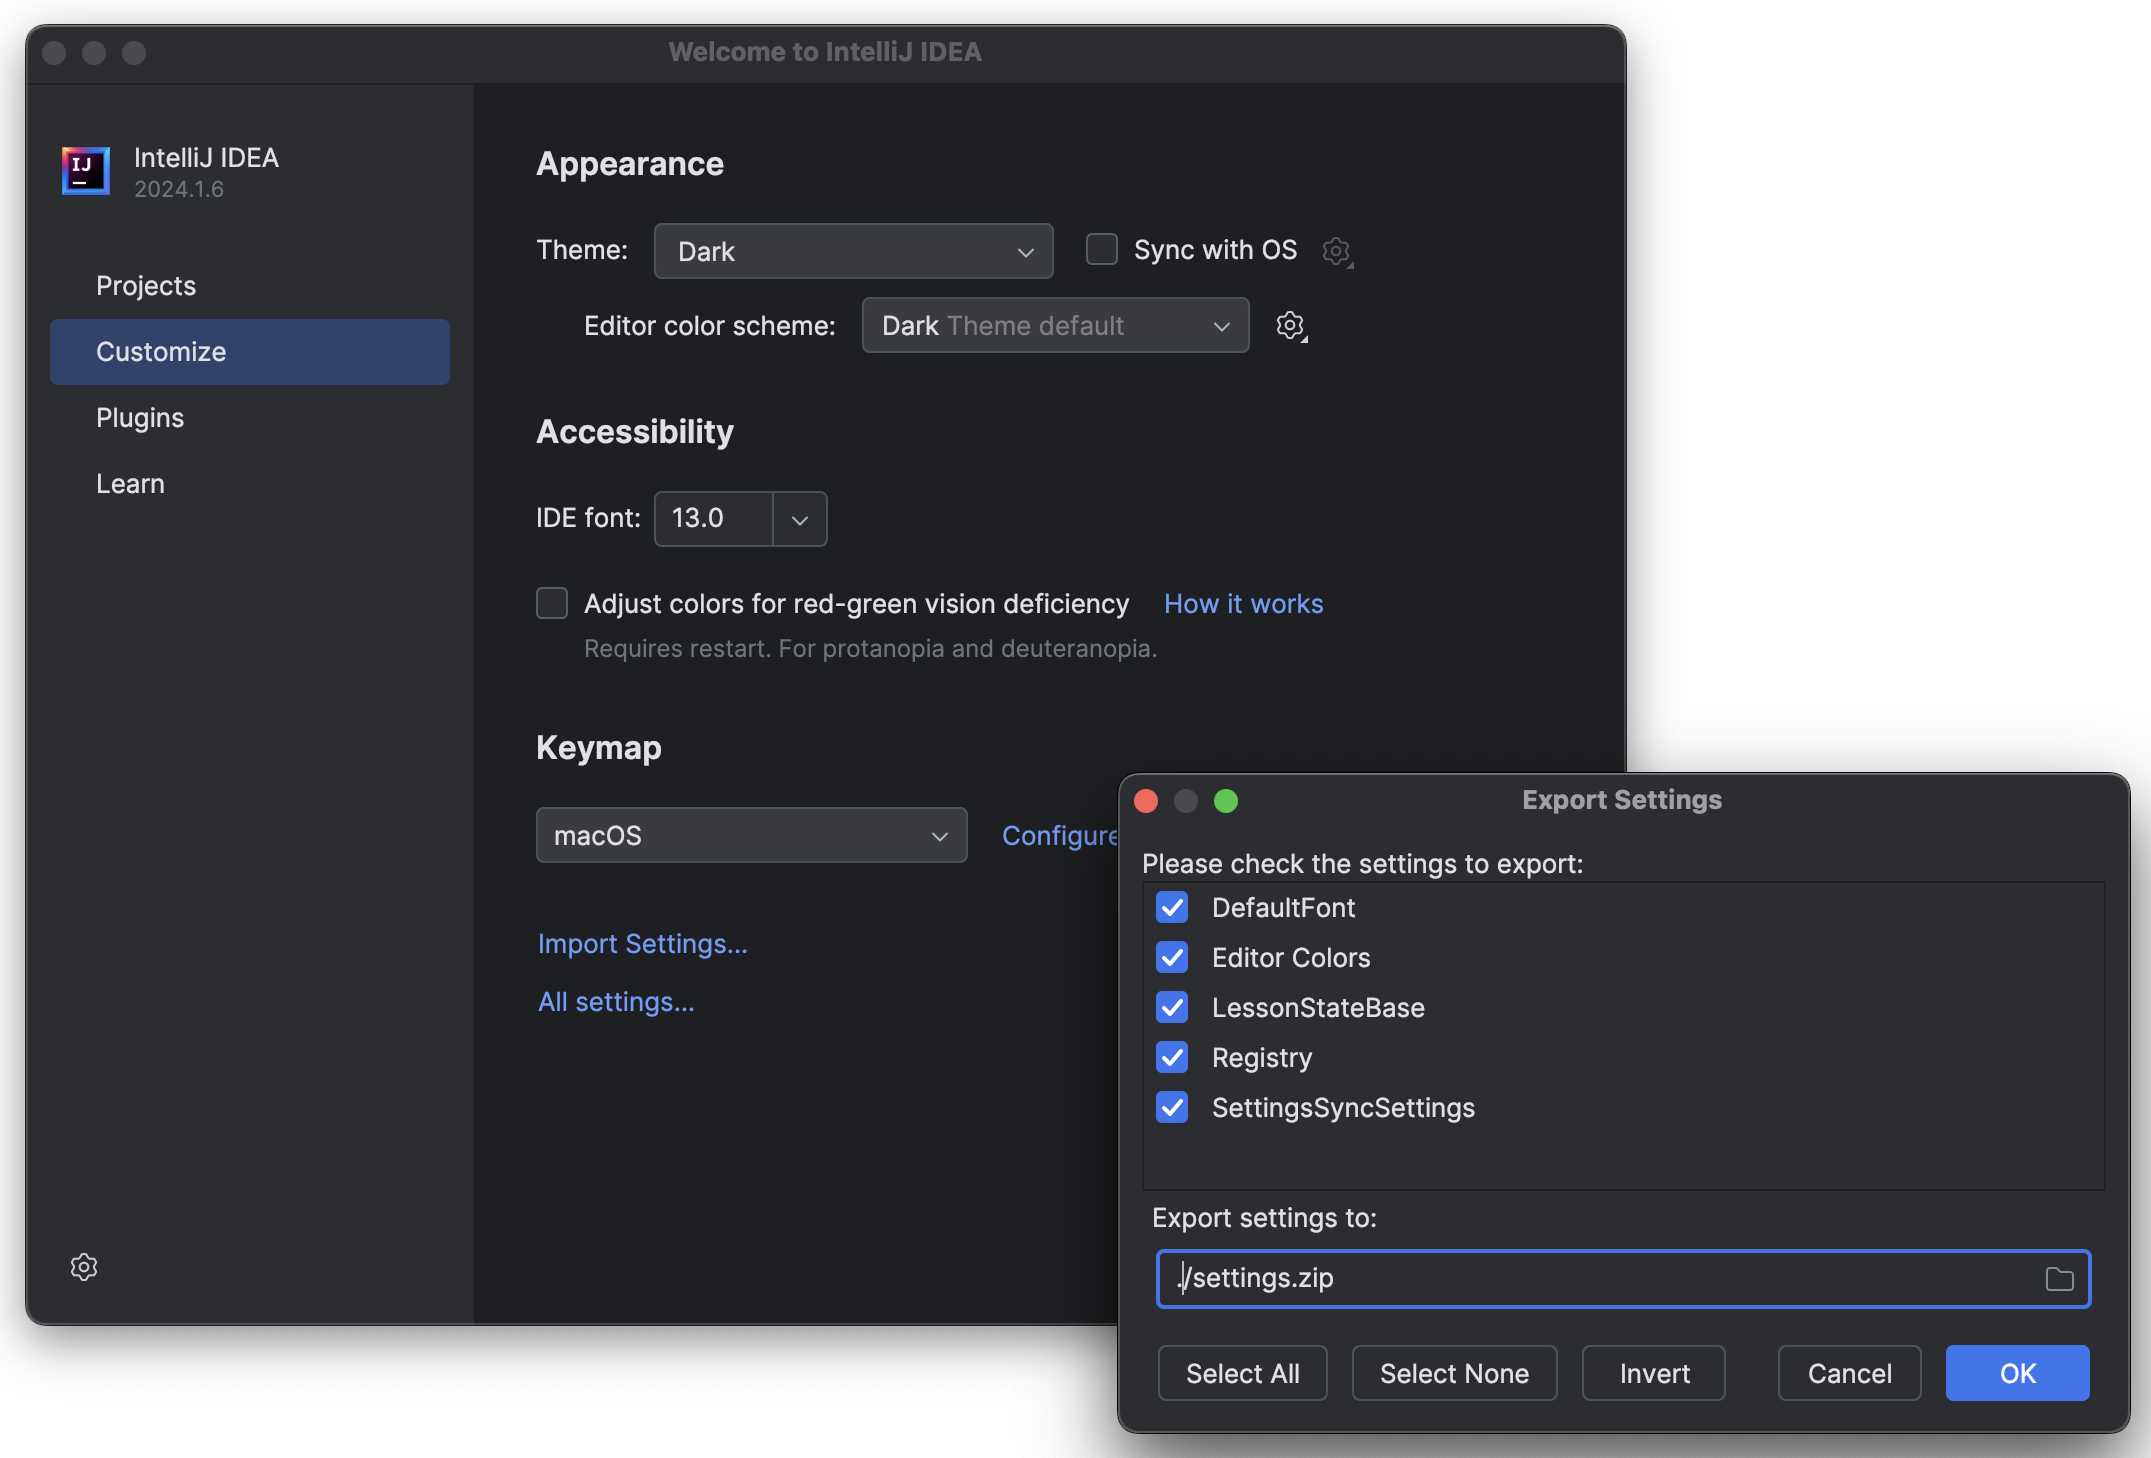 Welcome to IntelliJ IDEA
IJ
IntelliJ IDEA
2024.1.6
Projects
Customize
Plugins
Learn
Appearance
Theme: Dark Sync with OS
Editor color scheme: Dark Theme default
Accessibility
IDE font: 13.0
Adjust colors for red-green vision deficiency How it works
Requires restart. For protanopia and deuteranopia.
Keymap
macOS Configure
Import Settings...
All settings...
Export Settings
Please check the settings to export:
DefaultFont
Editor Colors
LessonStateBase
Registry
SettingsSyncSettings
Export settings to:
./settings.zip
Select All Select None Invert Cancel OK